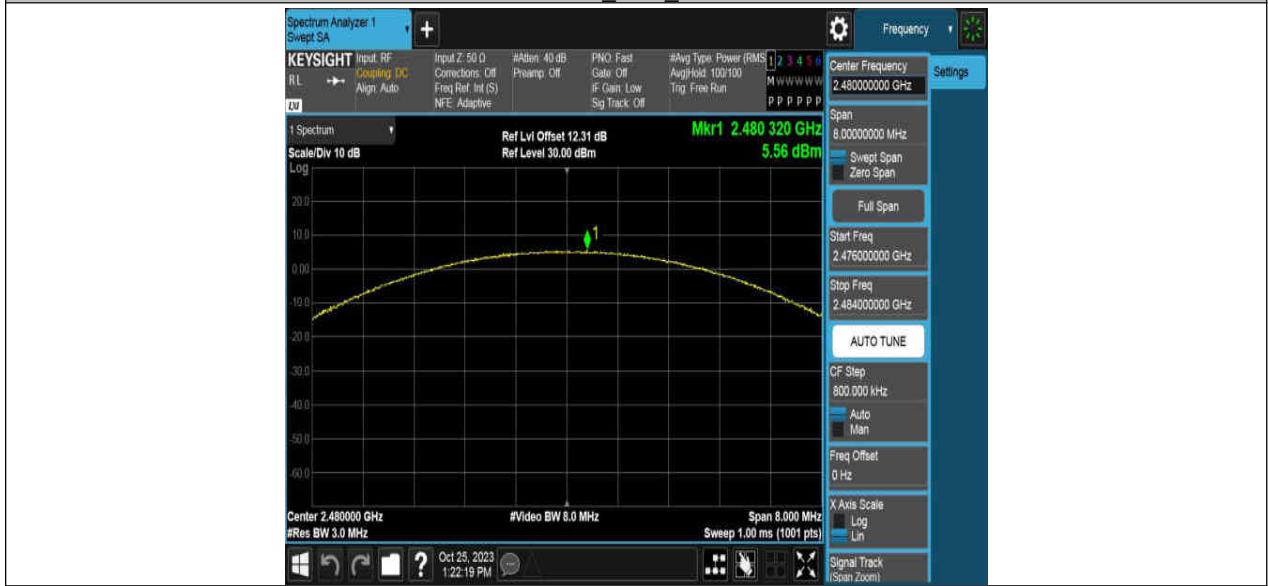 Spectrum Analyzer 1
Swept SA
+
Frequency
KEYSIGHT
RL
Input: RF
Coupling: DC
Align: Auto
Input Z: 50 Ω
Corrections: Off
Freq Ref: Int (S)
NFE: Adaptive
#Atten: 40 dB
Preamp: Off
PNO: Fast
Gate: Off
IF Gain: Low
Sig Track: Off
#Avg Type: Power (RMS
Avg|Hold: 100/100
Trig: Free Run
1 2 3 4 5 6
M W W W W W
P P P P P P
Center Frequency
2.480000000 GHz
Settings
Span
8.00000000 MHz
Swept Span
Zero Span
Full Span
Start Freq
2.476000000 GHz
Stop Freq
2.484000000 GHz
AUTO TUNE
CF Step
800.000 kHz
Auto
Man
Freq Offset
0 Hz
X Axis Scale
Log
Lin
Signal Track
(Span Zoom)
1 Spectrum
Scale/Div 10 dB
Log
Ref Lvl Offset 12.31 dB
Ref Level 30.00 dBm
Mkr1 2.480 320 GHz
5.56 dBm
20.0
10.0
1
0.00
-10.0
-20.0
-30.0
-40.0
-50.0
-60.0
Center 2.480000 GHz
#Res BW 3.0 MHz
#Video BW 8.0 MHz
Span 8.000 MHz
Sweep 1.00 ms (1001 pts)
?
Oct 25, 2023
1:22:19 PM